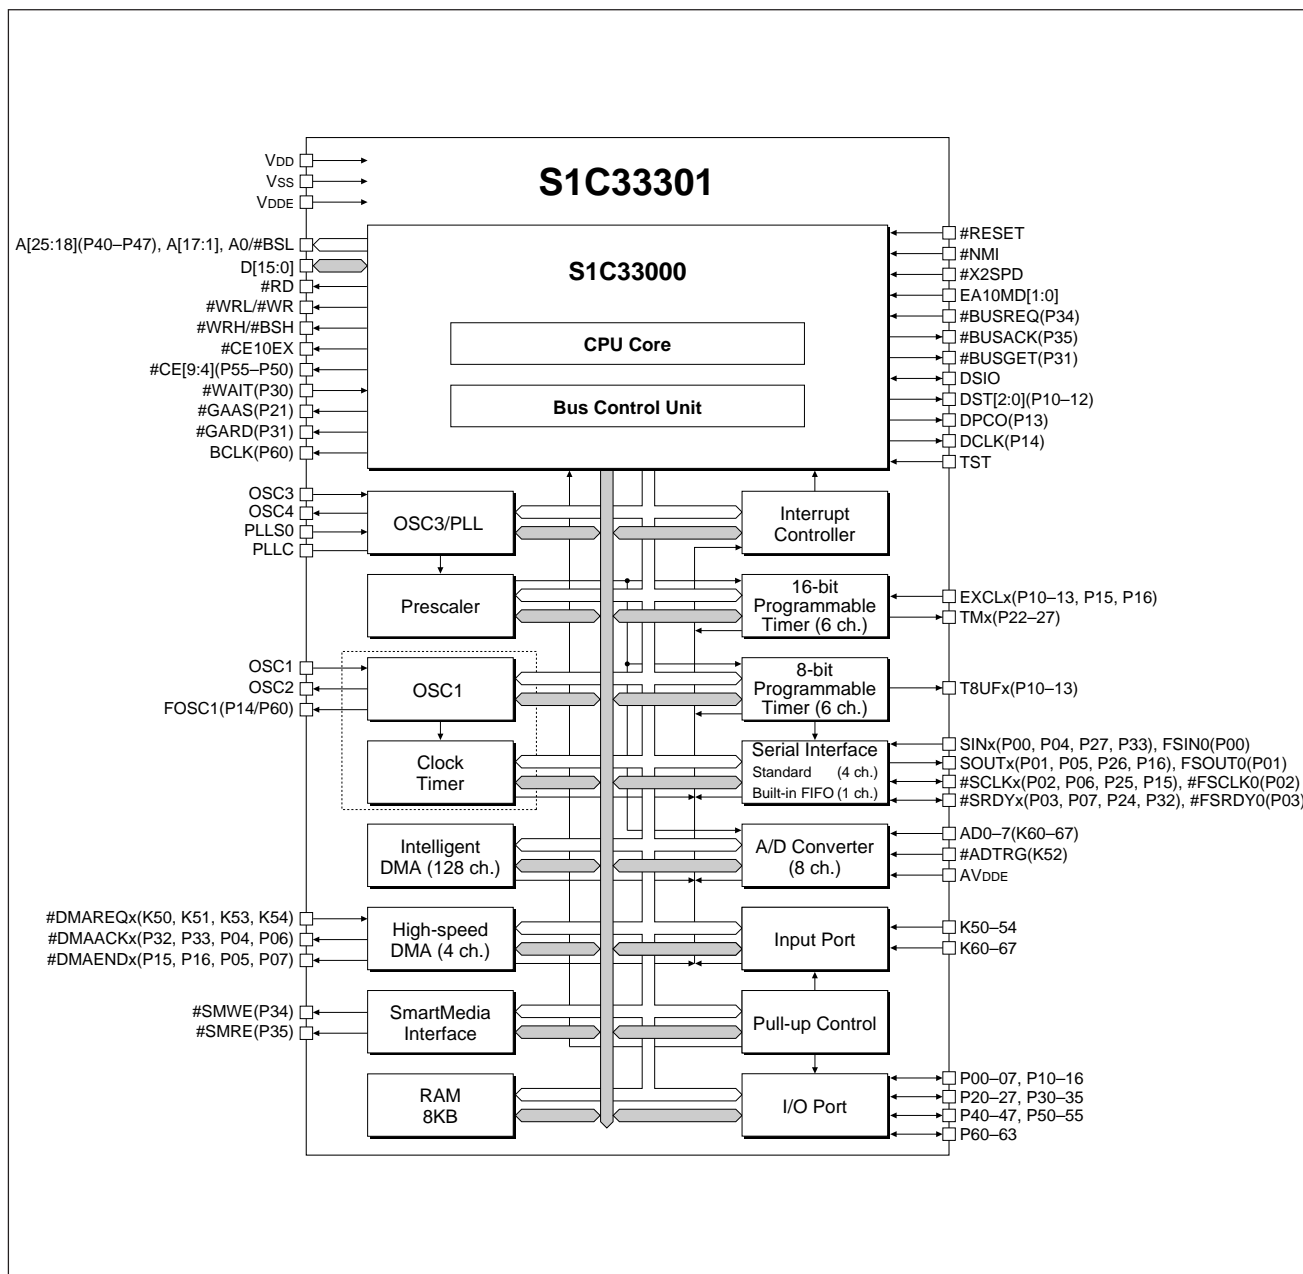 S1C33301
VDD
VSS
VDDE
A[25:18](P40–P47), A[17:1], A0/#BSL
D[15:0]
#RD
#WRL/#WR
#WRH/#BSH
#CE10EX
#CE[9:4](P55–P50)
#WAIT(P30)
#GAAS(P21)
#GARD(P31)
BCLK(P60)
S1C33000
CPU Core
Bus Control Unit
#RESET
#NMI
#X2SPD
EA10MD[1:0]
#BUSREQ(P34)
#BUSACK(P35)
#BUSGET(P31)
DSIO
DST[2:0](P10–12)
DPCO(P13)
DCLK(P14)
TST
OSC3
OSC4
PLLS0
PLLC
OSC3/PLL
Interrupt
Controller
Prescaler
16-bit
Programmable
Timer (6 ch.)
EXCLx(P10–13, P15, P16)
TMx(P22–27)
OSC1
OSC2
FOSC1(P14/P60)
OSC1
8-bit
Programmable
Timer (6 ch.)
T8UFx(P10–13)
Clock
Timer
Serial Interface
Standard (4 ch.)
Built-in FIFO (1 ch.)
SINx(P00, P04, P27, P33), FSIN0(P00)
SOUTx(P01, P05, P26, P16), FSOUT0(P01)
#SCLKx(P02, P06, P25, P15), #FSCLK0(P02)
#SRDYx(P03, P07, P24, P32), #FSRDY0(P03)
Intelligent
DMA (128 ch.)
A/D Converter
(8 ch.)
AD0–7(K60–67)
#ADTRG(K52)
AVDDE
#DMAREQx(K50, K51, K53, K54)
#DMAACKx(P32, P33, P04, P06)
#DMAENDx(P15, P16, P05, P07)
High-speed
DMA (4 ch.)
Input Port
K50–54
K60–67
#SMWE(P34)
#SMRE(P35)
SmartMedia
Interface
Pull-up Control
RAM
8KB
I/O Port
P00–07, P10–16
P20–27, P30–35
P40–47, P50–55
P60–63